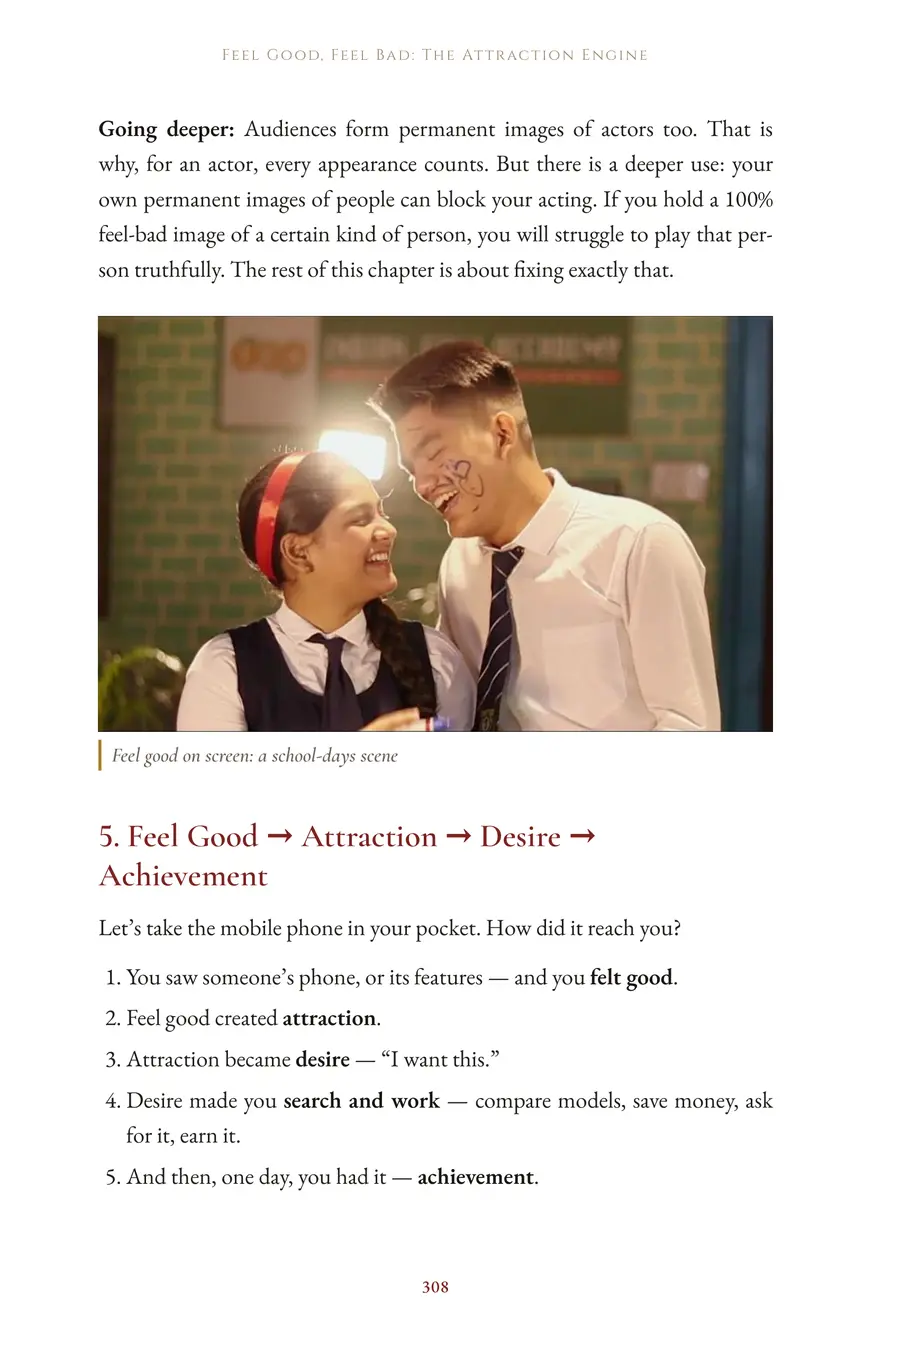 Feel Good, Feel Bad: The Attraction Engine
Going deeper: Audiences form permanent images of actors too. That is
why, for an actor, every appearance counts. But there is a deeper use: your
own permanent images of people can block your acting. If you hold a 100%
feel-bad image of a certain kind of person, you will struggle to play that per-
son truthfully. The rest of this chapter is about fixing exactly that.
ACADEMY
Feel good on screen: a school-days scene
5. Feel Good → Attraction → Desire →
Achievement
Let’s take the mobile phone in your pocket. How did it reach you?
1. You saw someone’s phone, or its features — and you felt good.
2. Feel good created attraction.
3. Attraction became desire — “I want this.”
4. Desire made you search and work — compare models, save money, ask
for it, earn it.
5. And then, one day, you had it — achievement.
308